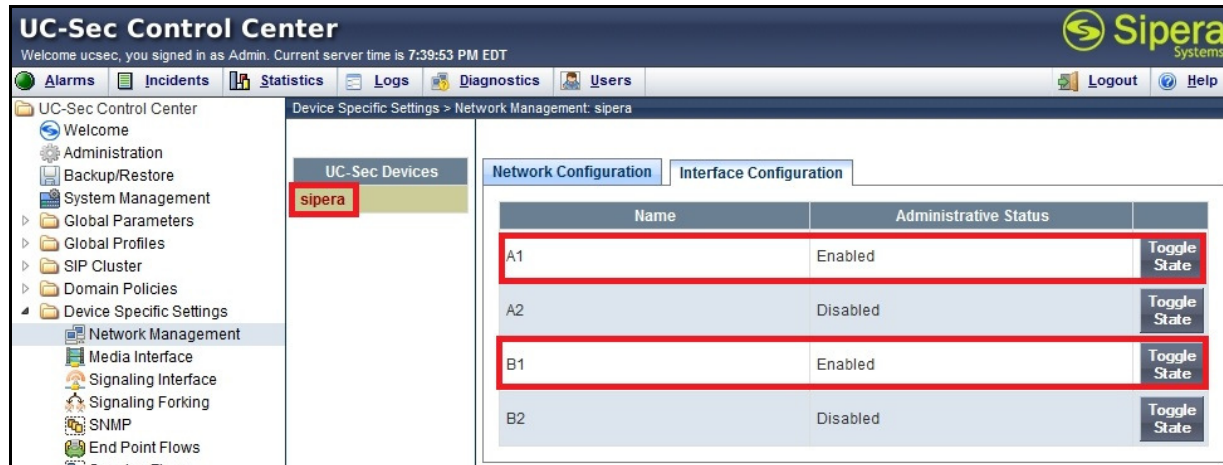 UC-Sec Control Center
Sipera
Systems
Welcome ucsec, you signed in as Admin. Current server time is 7:39:53 PM EDT
Alarms Incidents Statistics Logs Diagnostics Users Logout Help
UC-Sec Control Center
Welcome
Administration
Backup/Restore
System Management
Global Parameters
Global Profiles
SIP Cluster
Domain Policies
Device Specific Settings
Network Management
Media Interface
Signaling Interface
Signaling Forking
SNMP
End Point Flows
Device Specific Settings > Network Management: sipera
UC-Sec Devices
sipera
Network Configuration Interface Configuration
Name Administrative Status
A1 Enabled Toggle State
A2 Disabled Toggle State
B1 Enabled Toggle State
B2 Disabled Toggle State